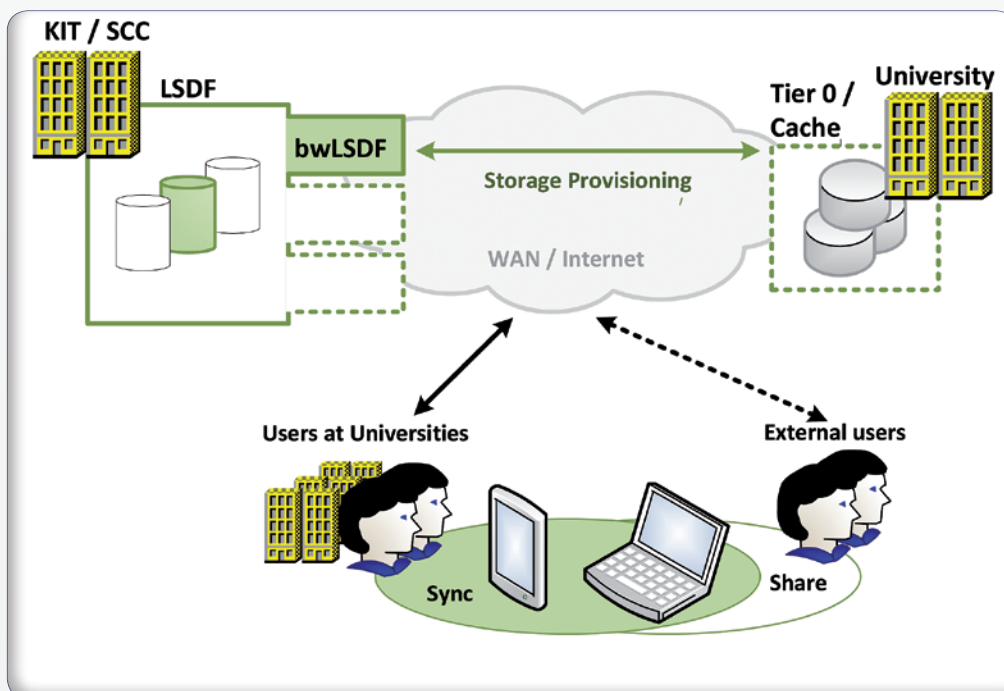 KIT / SCC
LSDF
bwLSDF
Storage Provisioning
WAN / Internet
Tier 0 /
Cache
University
Users at Universities
External users
Sync
Share